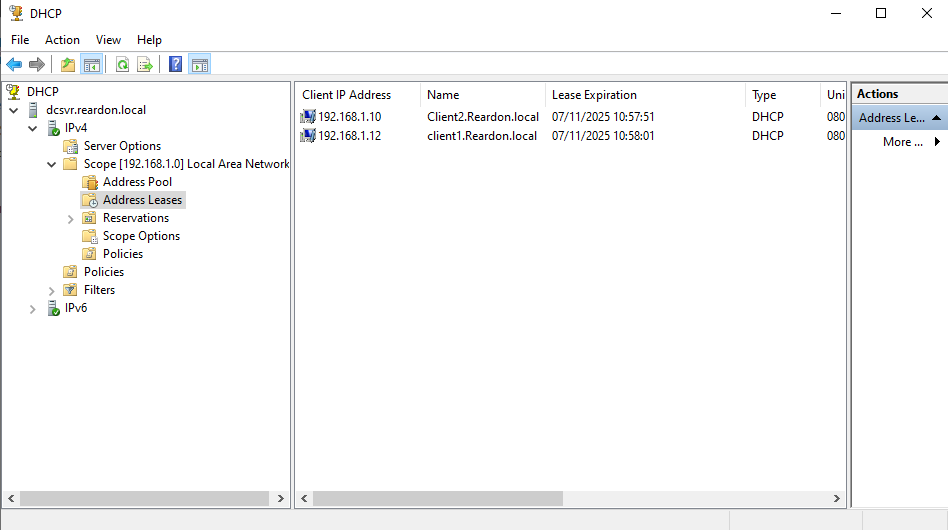 DHCP
File Action View Help
DHCP
dcsvr.reardon.local
IPv4
Server Options
Scope [192.168.1.0] Local Area Network
Address Pool
Address Leases
Reservations
Scope Options
Policies
Policies
Filters
IPv6
Client IP Address Name Lease Expiration Type Uni
192.168.1.10 Client2.Reardon.local 07/11/2025 10:57:51 DHCP 080
192.168.1.12 client1.Reardon.local 07/11/2025 10:58:01 DHCP 080
Actions
Address Le...
More ...